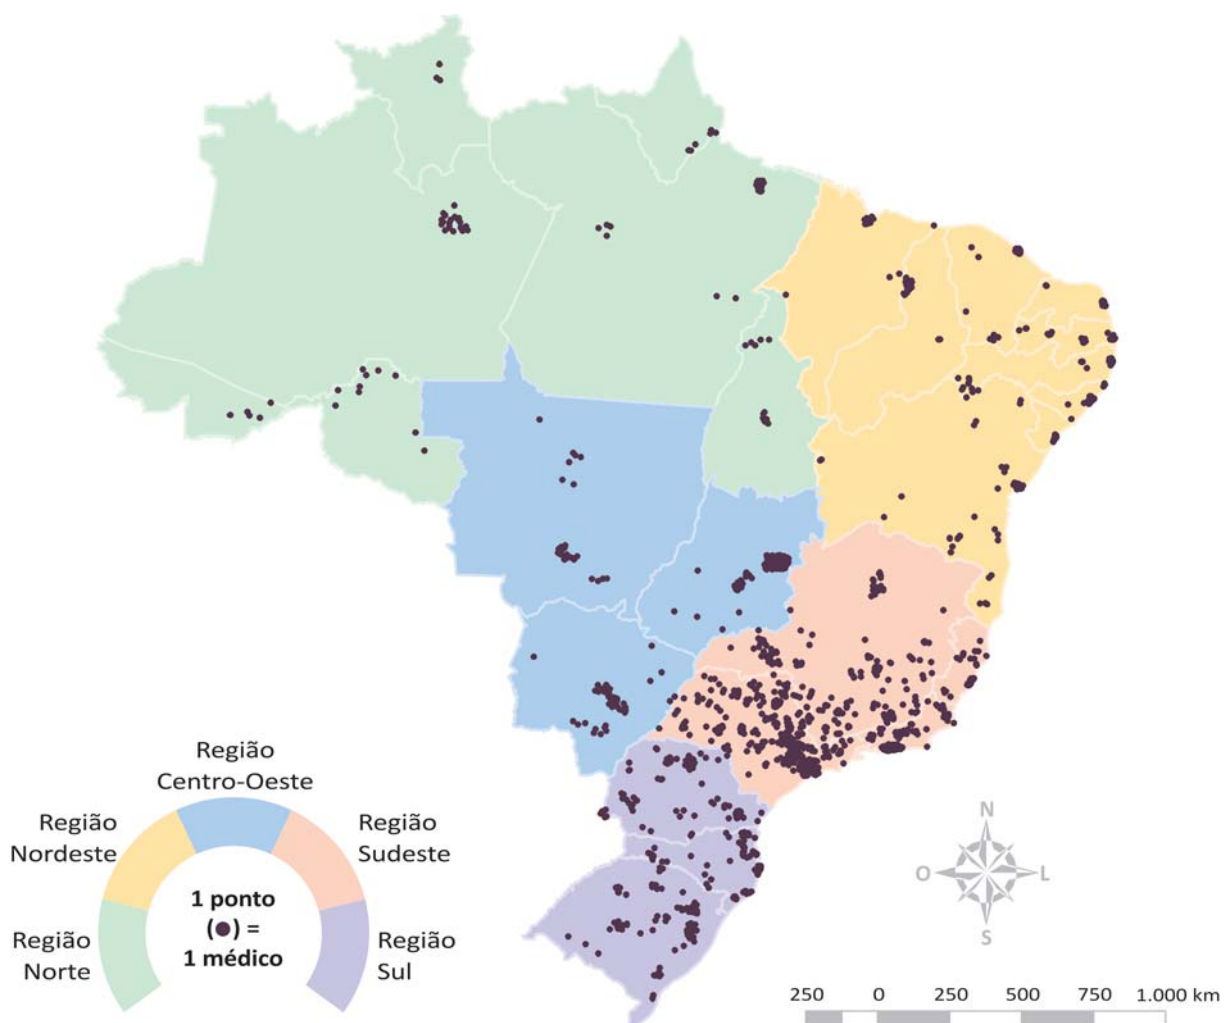 Região
Centro-Oeste
Região
Nordeste
Região
Sudeste
1 ponto
(●) =
1 médico
Região
Norte
Região
Sul
N
O
L
S
250 0 250 500 750 1.000 km